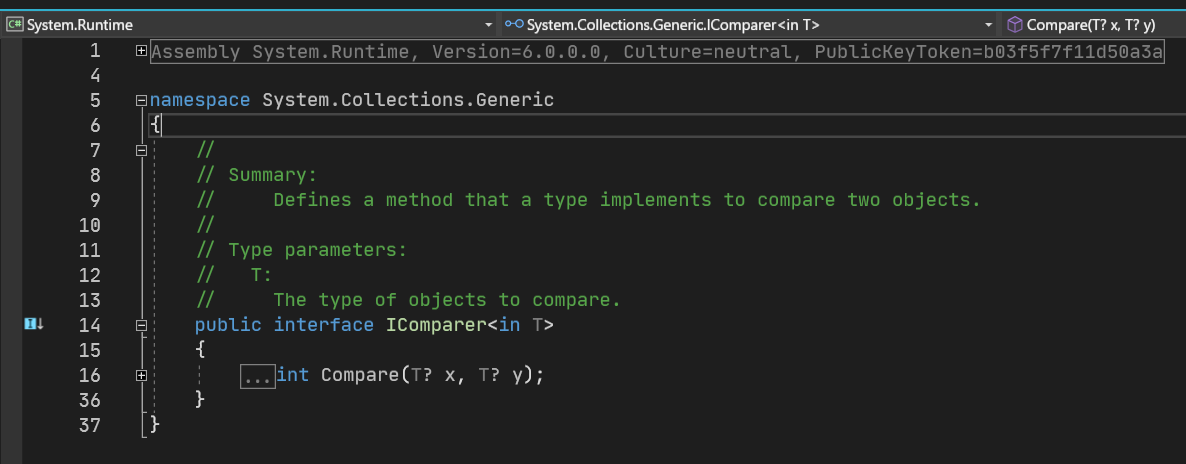 C# System.Runtime System.Collections.Generic.IComparer<in T> Compare(T? x, T? y)
1 Assembly System.Runtime, Version=6.0.0.0, Culture=neutral, PublicKeyToken=b03f5f7f11d50a3a
4
5 namespace System.Collections.Generic
6 {
7 //
8 // Summary:
9 // Defines a method that a type implements to compare two objects.
10 //
11 // Type parameters:
12 // T:
13 // The type of objects to compare.
14 public interface IComparer<in T>
15 {
16 ...int Compare(T? x, T? y);
36 }
37 }